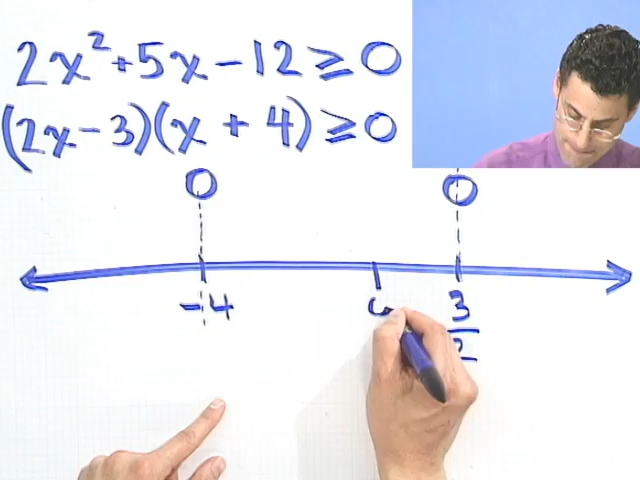 2x²+5x-12≥0
(2x-3)(x+4)≥0
0 0
-4 3/2